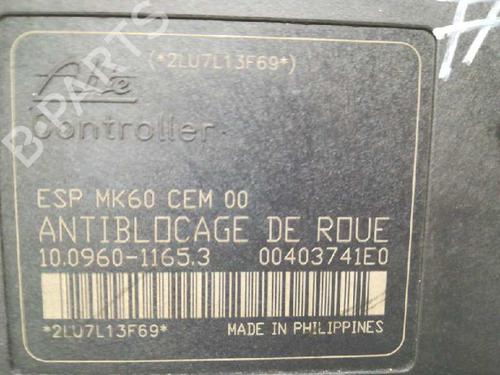 (*2LU7L13F69*)
Ate
Controller
ESP MK60 CEM 00
ANTIBLOCAGE DE ROUE
10.0960-1165.3 00403741E0
*2LU7L13F69* MADE IN PHILIPPINES
B-PARTS